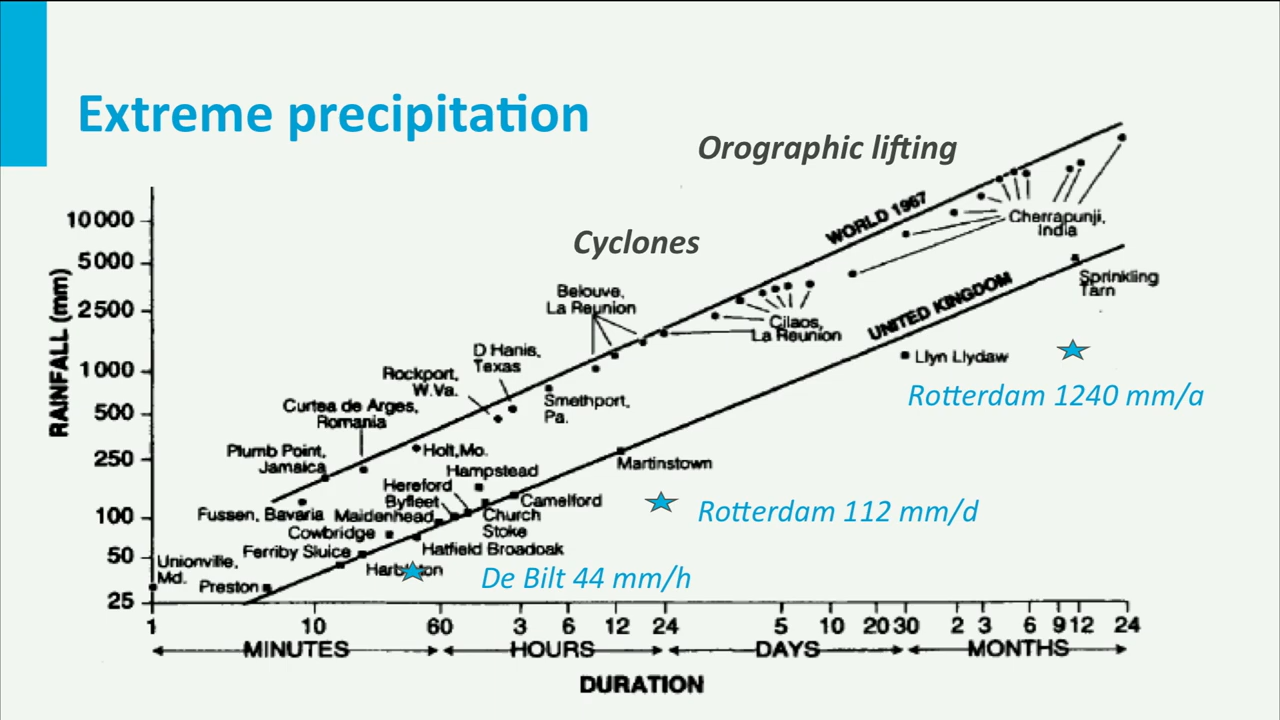 Extreme precipitation
Orographic lifting
Cyclones
WORLD 1967
UNITED KINGDOM
RAINFALL (mm)
10000
5000
2500
1000
500
250
100
50
25
Cherrapunji,
India
Sprinkling
Tarn
Belouve,
La Reunion
Cilaos,
La Reunion
Llyn Llydaw
D Hanis,
Texas
Rockport,
W.Va.
Smethport,
Pa.
Curtea de Arges,
Romania
Holt,Mo.
Plumb Point,
Jamaica
Hampstead
Martinstown
Hereford
Byfleet
Camelford
Fussen, Bavaria
Maidenhead
Church
Stoke
Cowbridge
Ferriby Sluice
Hatfield Broadoak
Unionville,
Md.
Preston
Rotterdam 1240 mm/a
Rotterdam 112 mm/d
De Bilt 44 mm/h
1 10 60 3 6 12 24 5 10 20 30 2 3 6 9 12 24
MINUTES HOURS DAYS MONTHS
DURATION